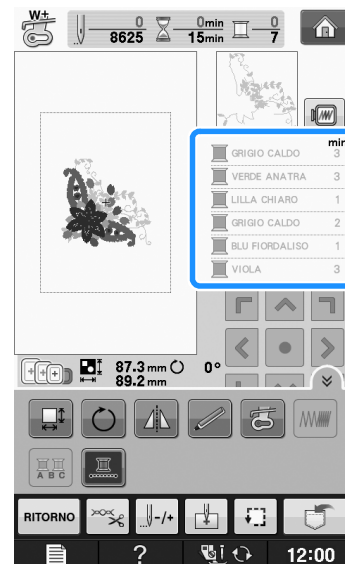 W+
0 0min 0
8625 15min 7
min
GRIGIO CALDO 3
VERDE ANATRA 3
LILLA CHIARO 1
GRIGIO CALDO 2
BLU FIORDALISO 1
VIOLA 3
87.3 mm 0°
89.2 mm
A B C
RITORNO -/+
? 12:00